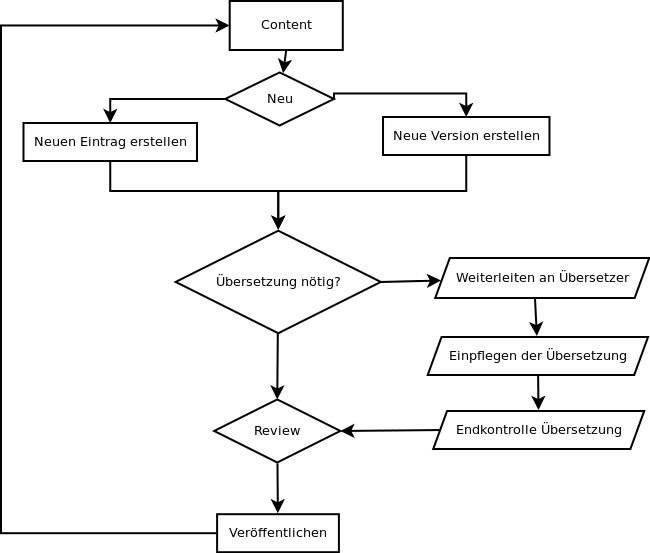 Content
Neu
Neuen Eintrag erstellen
Neue Version erstellen
Übersetzung nötig?
Weiterleiten an Übersetzer
Einpflegen der Übersetzung
Endkontrolle Übersetzung
Review
Veröffentlichen